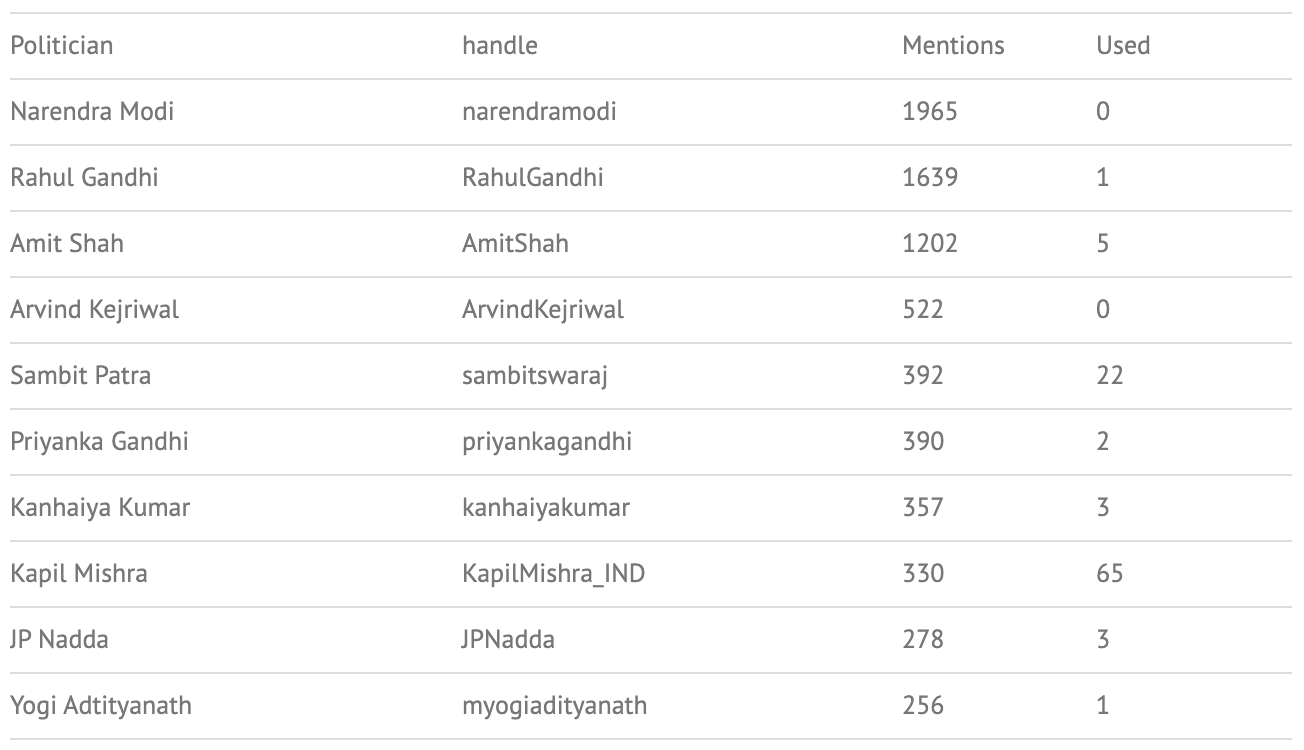 Politician handle Mentions Used
Narendra Modi narendramodi 1965 0
Rahul Gandhi RahulGandhi 1639 1
Amit Shah AmitShah 1202 5
Arvind Kejriwal ArvindKejriwal 522 0
Sambit Patra sambitswaraj 392 22
Priyanka Gandhi priyankagandhi 390 2
Kanhaiya Kumar kanhaiyakumar 357 3
Kapil Mishra KapilMishra_IND 330 65
JP Nadda JPNadda 278 3
Yogi Adtityanath myogiadityanath 256 1